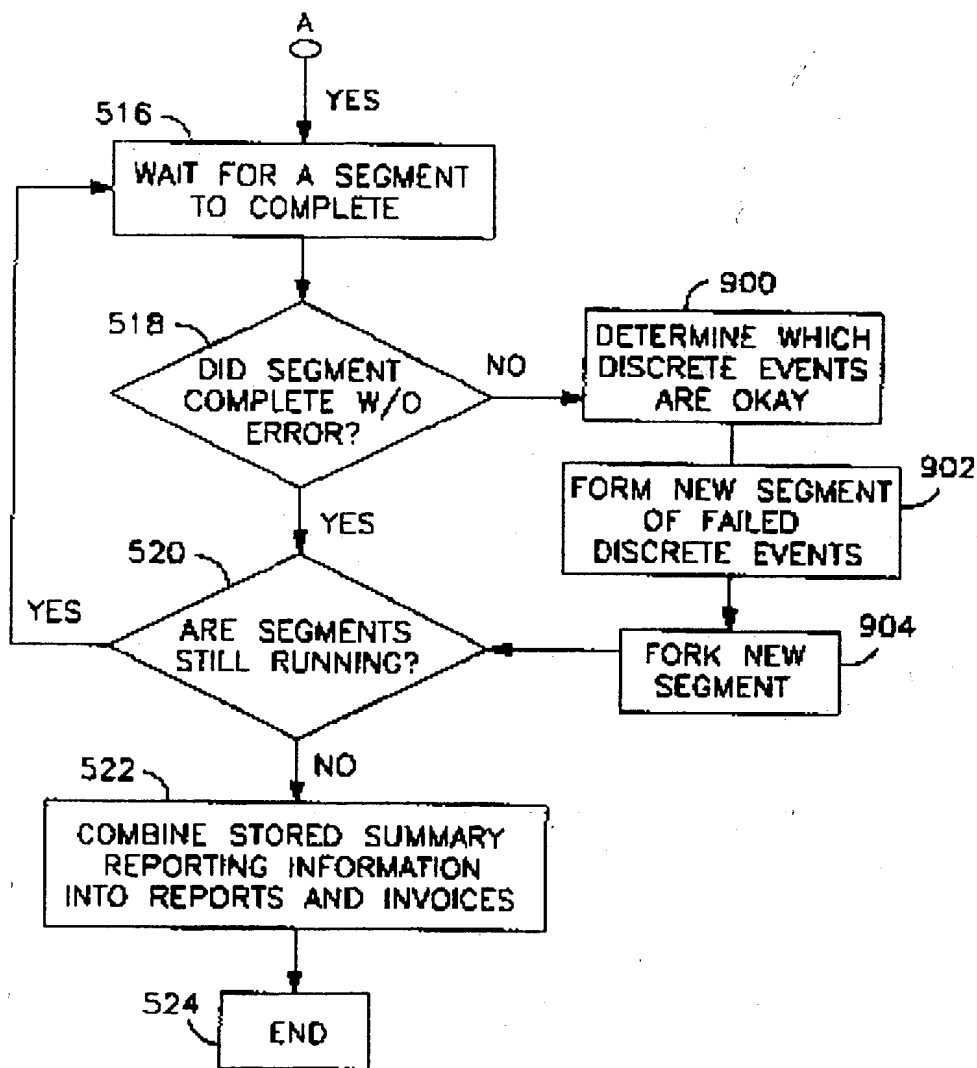 A
YES
516
WAIT FOR A SEGMENT
TO COMPLETE
518
DID SEGMENT
COMPLETE W/O
ERROR?
NO
900
DETERMINE WHICH
DISCRETE EVENTS
ARE OKAY
902
FORM NEW SEGMENT
OF FAILED
DISCRETE EVENTS
YES
520
YES
ARE SEGMENTS
STILL RUNNING?
904
FORK NEW
SEGMENT
NO
522
COMBINE STORED SUMMARY
REPORTING INFORMATION
INTO REPORTS AND INVOICES
524
END